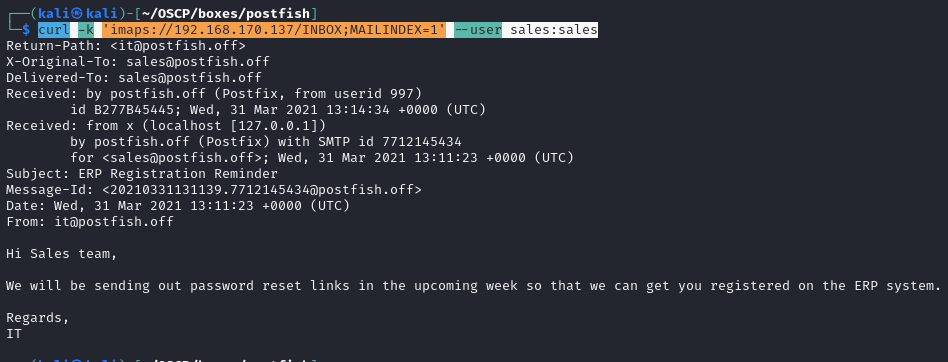 ┌──(kali㉿kali)-[~/OSCP/boxes/postfish]
└─$ curl -k 'imaps://192.168.170.137/INBOX;MAILINDEX=1' --user sales:sales
Return-Path: <it@postfish.off>
X-Original-To: sales@postfish.off
Delivered-To: sales@postfish.off
Received: by postfish.off (Postfix, from userid 997)
        id B277B45445; Wed, 31 Mar 2021 13:14:34 +0000 (UTC)
Received: from x (localhost [127.0.0.1])
        by postfish.off (Postfix) with SMTP id 7712145434
        for <sales@postfish.off>; Wed, 31 Mar 2021 13:11:23 +0000 (UTC)
Subject: ERP Registration Reminder
Message-Id: <20210331131139.7712145434@postfish.off>
Date: Wed, 31 Mar 2021 13:11:23 +0000 (UTC)
From: it@postfish.off

Hi Sales team,

We will be sending out password reset links in the upcoming week so that we can get you registered on the ERP system.

Regards,
IT

┌──(kali㉿kali)-[~/OSCP/boxes/postfish]